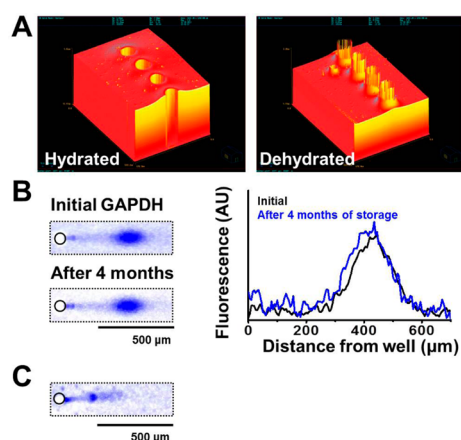 A
Hydrated
Dehydrated
B
Initial GAPDH
After 4 months
500 µm
Initial
After 4 months of storage
Fluorescence (AU)
0 200 400 600
Distance from well (µm)
C
500 µm